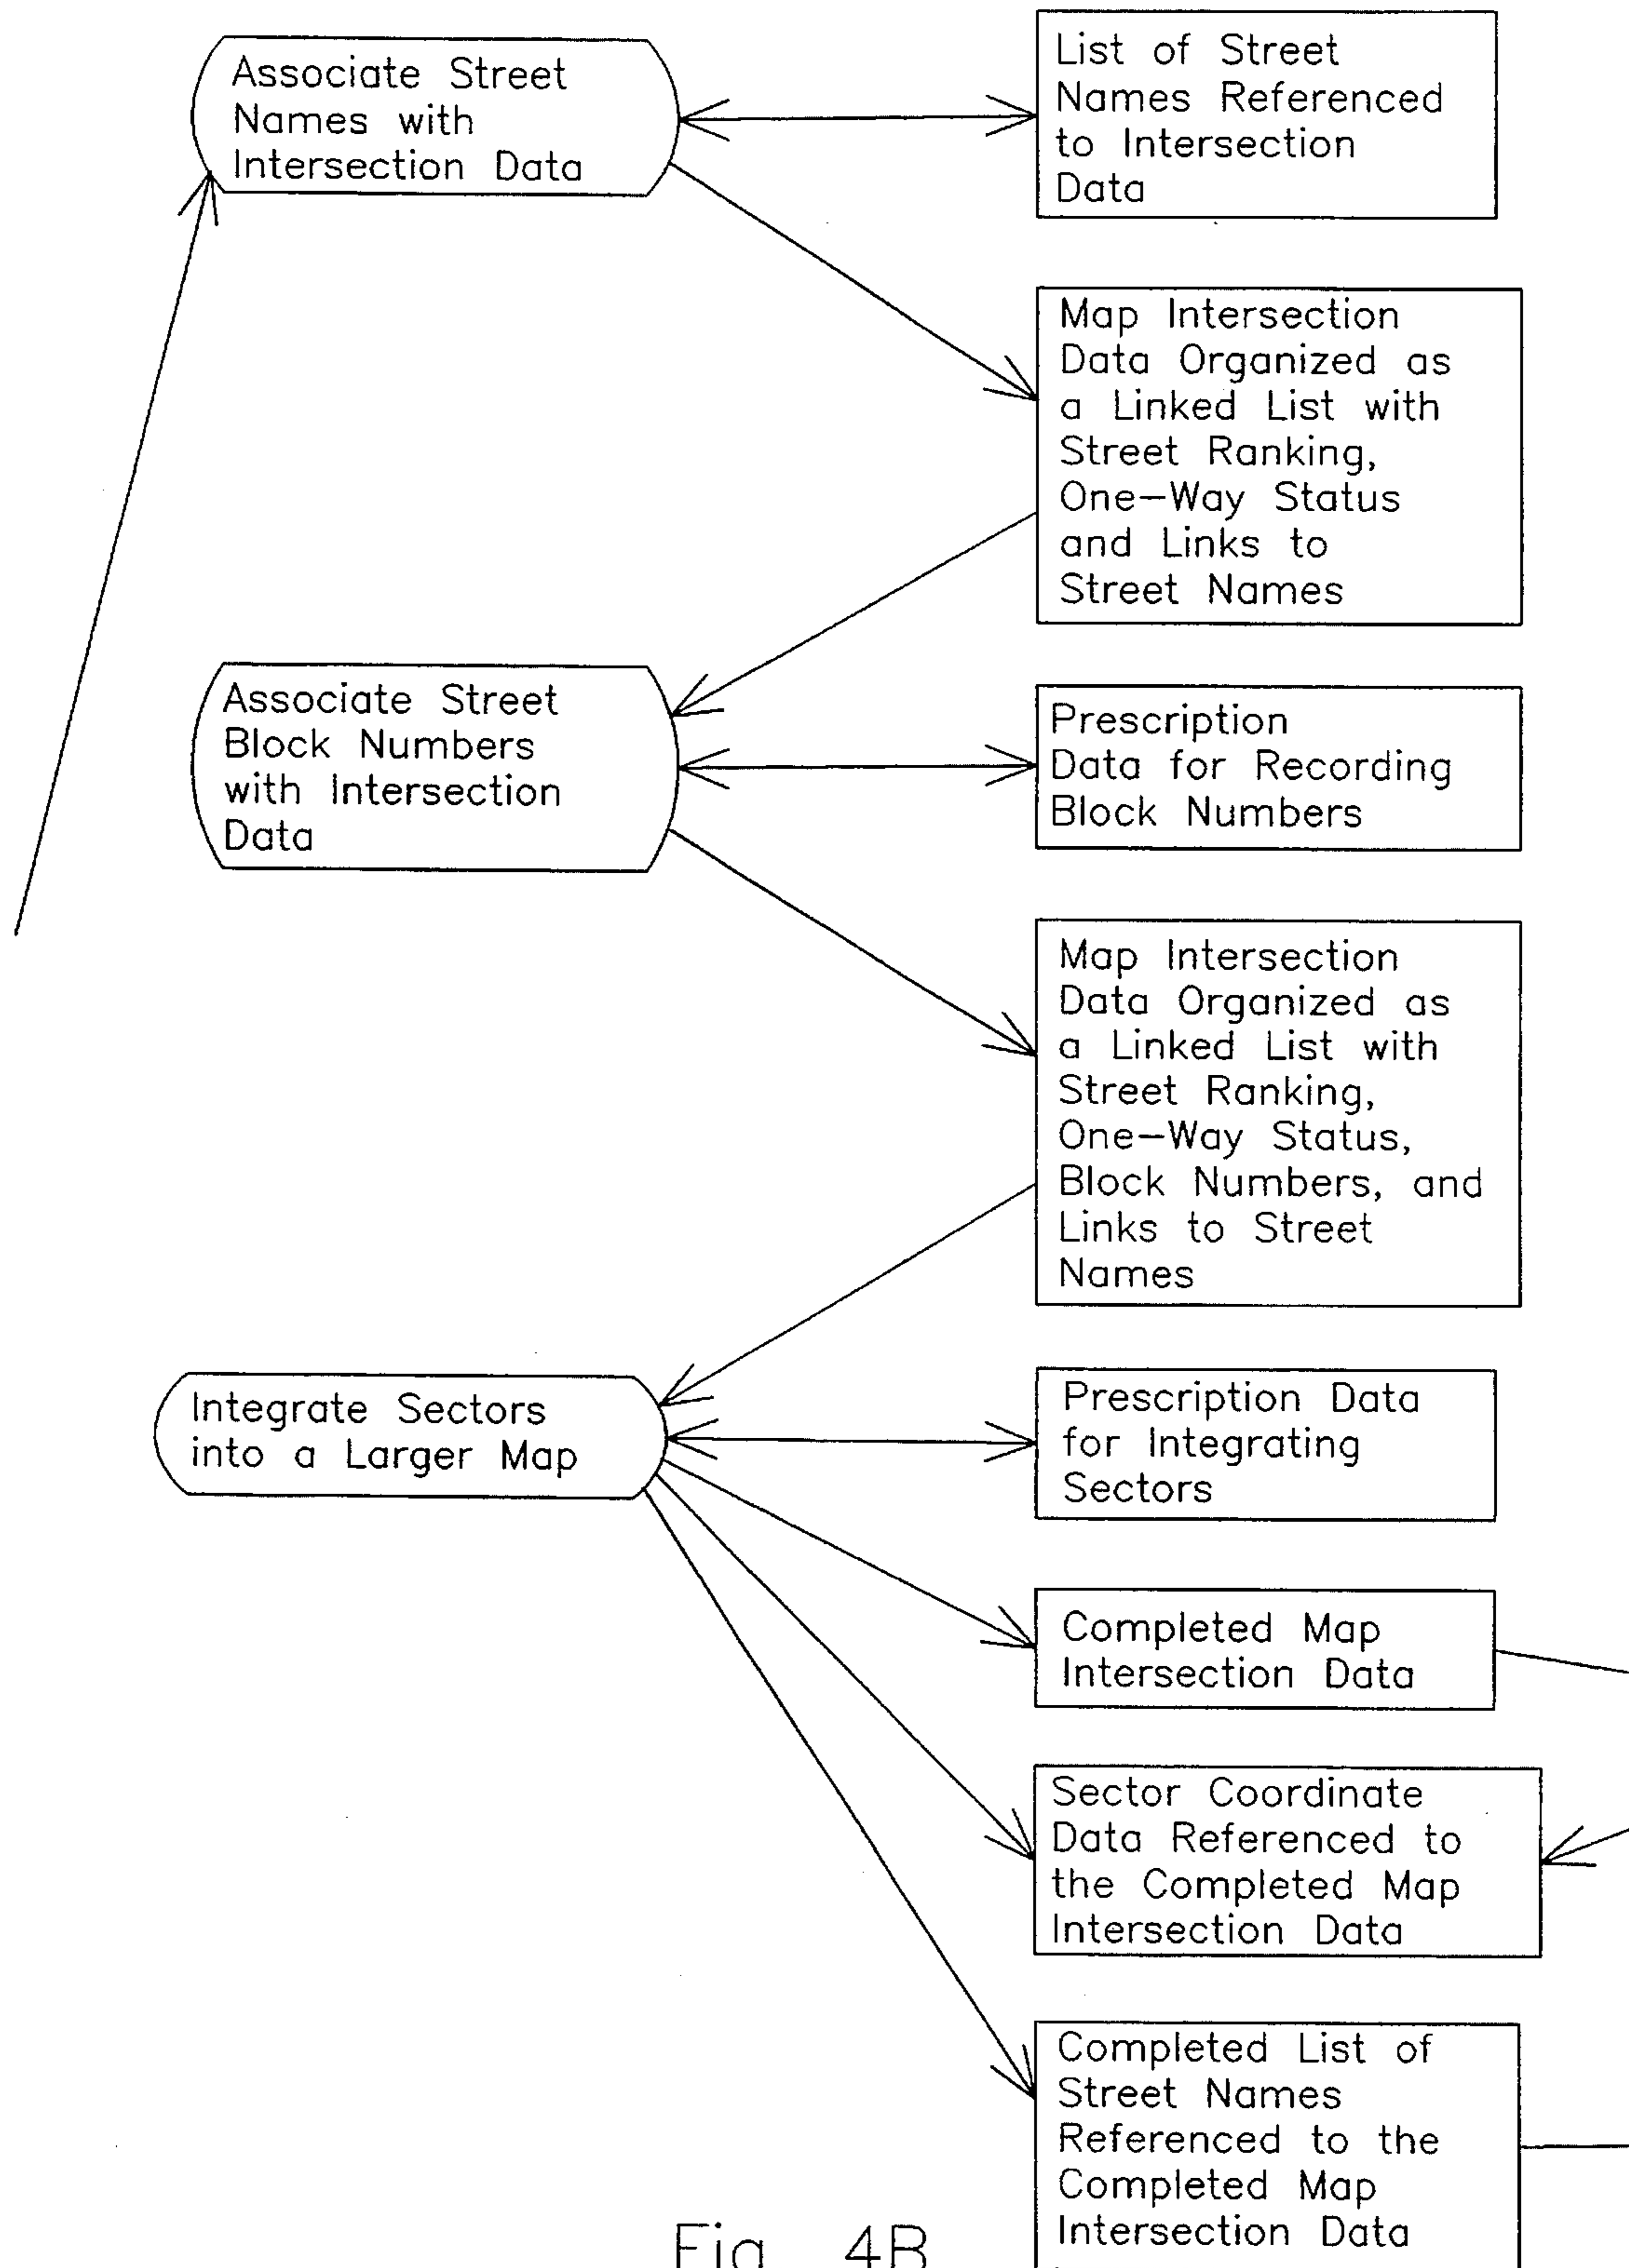 Associate Street
Names with
Intersection Data
List of Street
Names Referenced
to Intersection
Data
Map Intersection
Data Organized as
a Linked List with
Street Ranking,
One-Way Status
and Links to
Street Names
Associate Street
Block Numbers
with Intersection
Data
Prescription
Data for Recording
Block Numbers
Map Intersection
Data Organized as
a Linked List with
Street Ranking,
One-Way Status,
Block Numbers, and
Links to Street
Names
Integrate Sectors
into a Larger Map
Prescription Data
for Integrating
Sectors
Completed Map
Intersection Data
Sector Coordinate
Data Referenced to
the Completed Map
Intersection Data
Completed List of
Street Names
Referenced to the
Completed Map
Intersection Data
Fig 4B